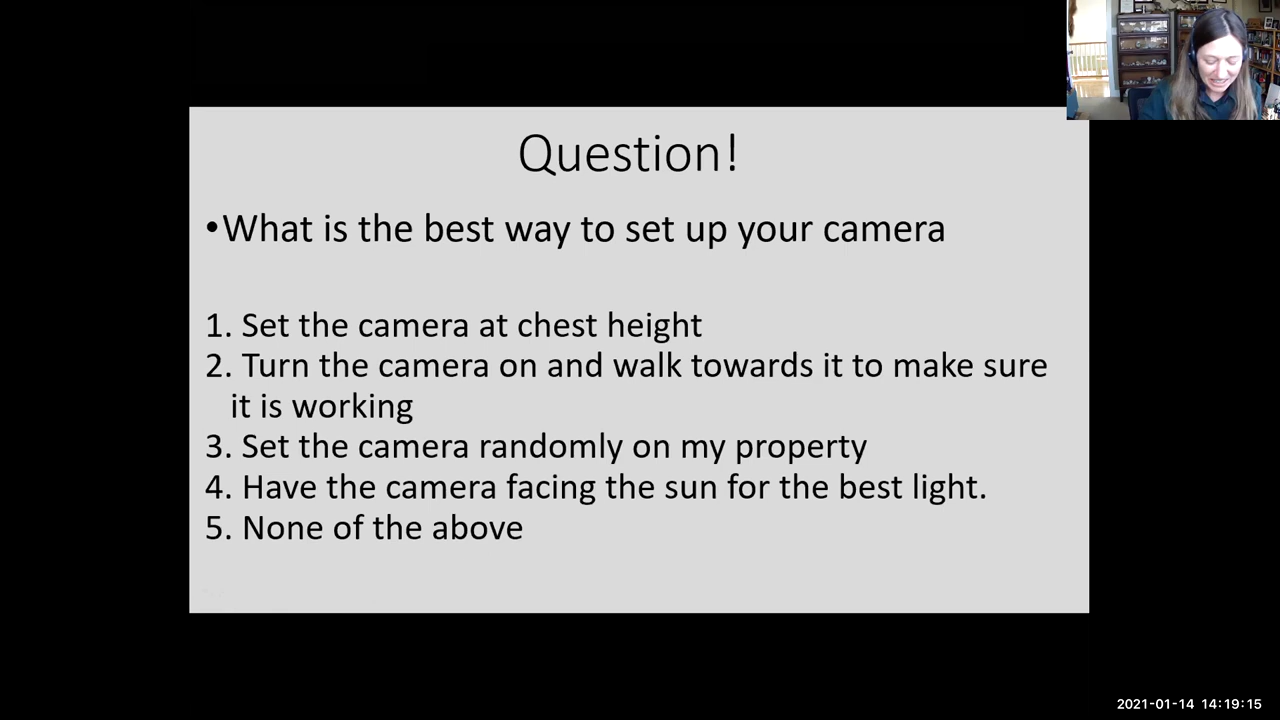 Question!
•What is the best way to set up your camera
1. Set the camera at chest height
2. Turn the camera on and walk towards it to make sure
it is working
3. Set the camera randomly on my property
4. Have the camera facing the sun for the best light.
5. None of the above
2021-01-14 14:19:15